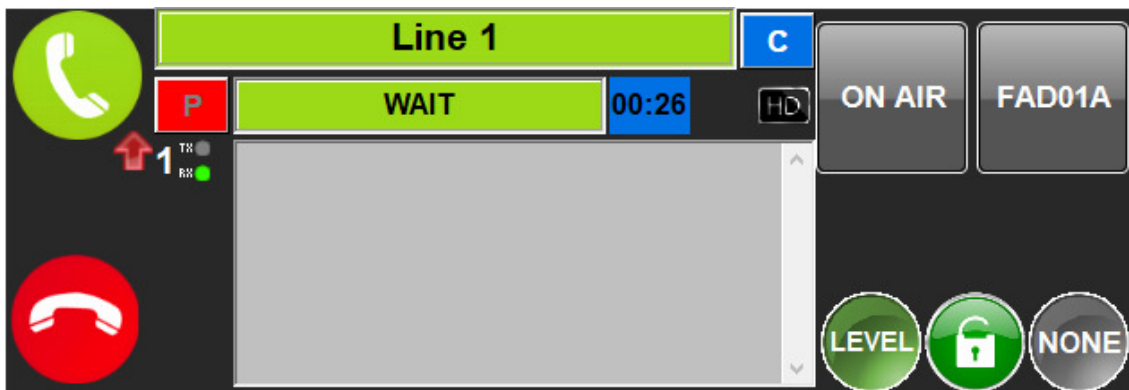 Line 1
C
P
WAIT
00:26
HD
ON AIR
FAD01A
1
TX
RX
LEVEL
NONE